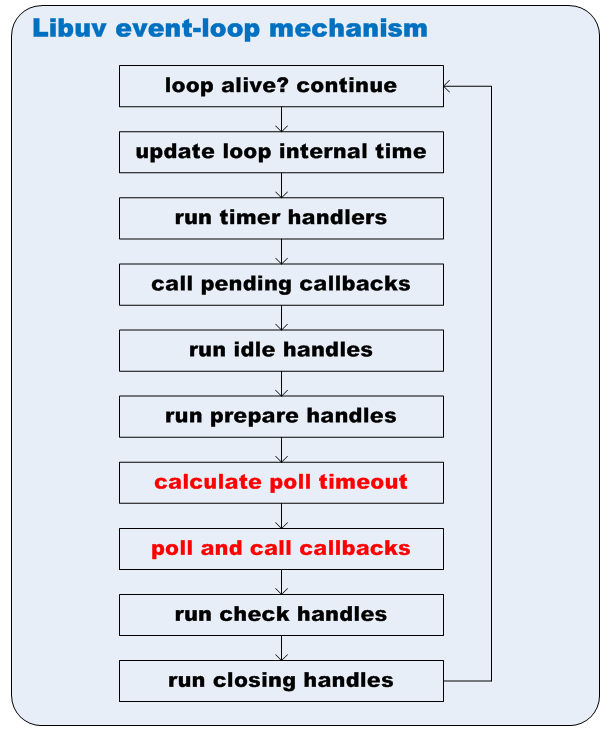 Libuv event-loop mechanism
loop alive? continue
update loop internal time
run timer handlers
call pending callbacks
run idle handles
run prepare handles
calculate poll timeout
poll and call callbacks
run check handles
run closing handles